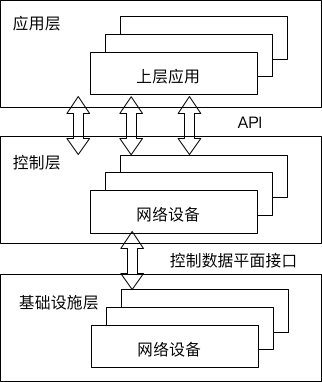 应用层
上层应用
API
控制层
网络设备
控制数据平面接口
基础设施层
网络设备